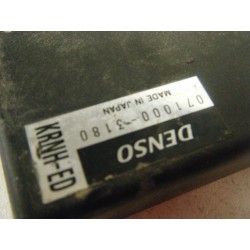 DENSO
071000-3180
MADE IN JAPAN
KRNH-ED